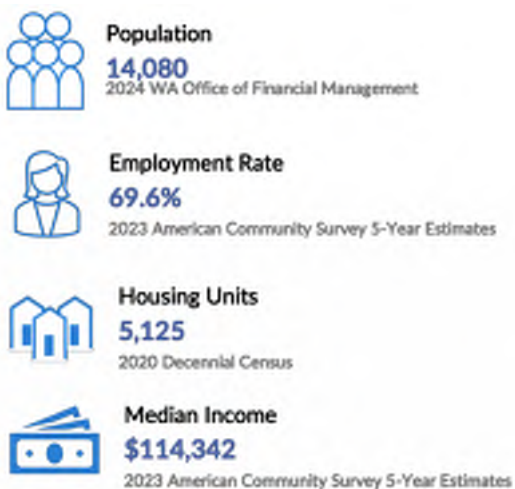 Population
14,080
2024 WA Office of Financial Management
Employment Rate
69.6%
2023 American Community Survey 5-Year Estimates
Housing Units
5,125
2020 Decennial Census
Median Income
$114,342
2023 American Community Survey 5-Year Estimates